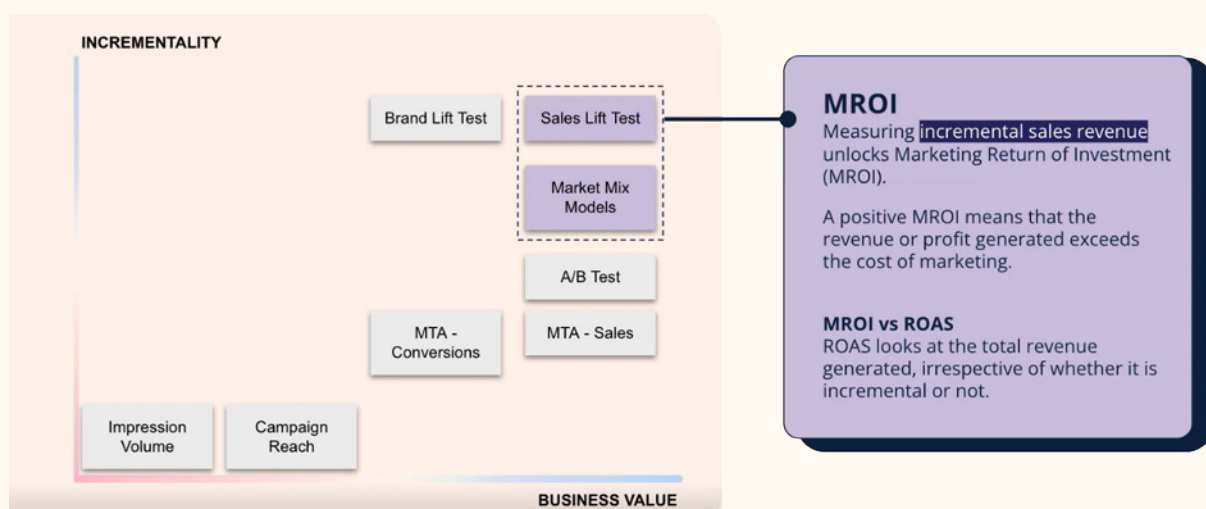 INCREMENTALITY
Brand Lift Test
Sales Lift Test
Market Mix
Models
A/B Test
MTA -
Conversions
MTA - Sales
Impression
Volume
Campaign
Reach
BUSINESS VALUE
MROI
Measuring incremental sales revenue
unlocks Marketing Return of Investment
(MROI).
A positive MROI means that the
revenue or profit generated exceeds
the cost of marketing.
MROI vs ROAS
ROAS looks at the total revenue
generated, irrespective of whether it is
incremental or not.